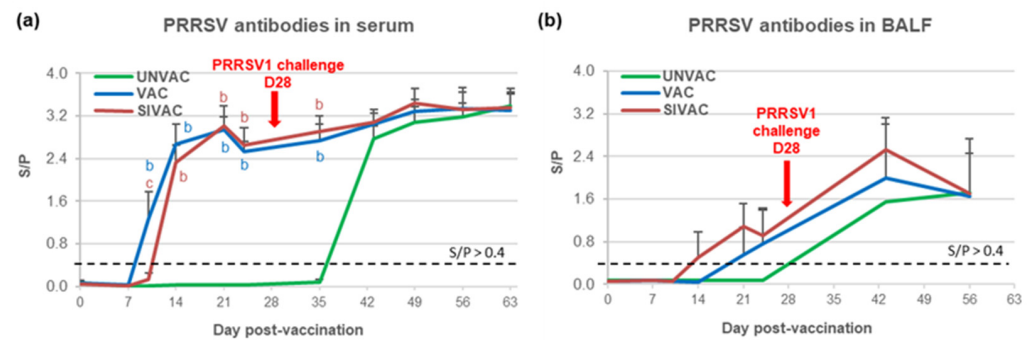 (a)
PRRSV antibodies in serum
4.0
3.2
2.4
1.6
0.8
0.0
S/P
UNVAC
VAC
SIVAC
PRRSV1 challenge
D28
b
b
b
b
b
b
b
b
c
b
S/P > 0.4
0 7 14 21 28 35 42 49 56 63
Day post-vaccination
(b)
PRRSV antibodies in BALF
4.0
3.2
2.4
1.6
0.8
0.0
S/P
UNVAC
VAC
SIVAC
PRRSV1
challenge
D28
S/P > 0.4
0 7 14 21 28 35 42 49 56 63
Day post-vaccination